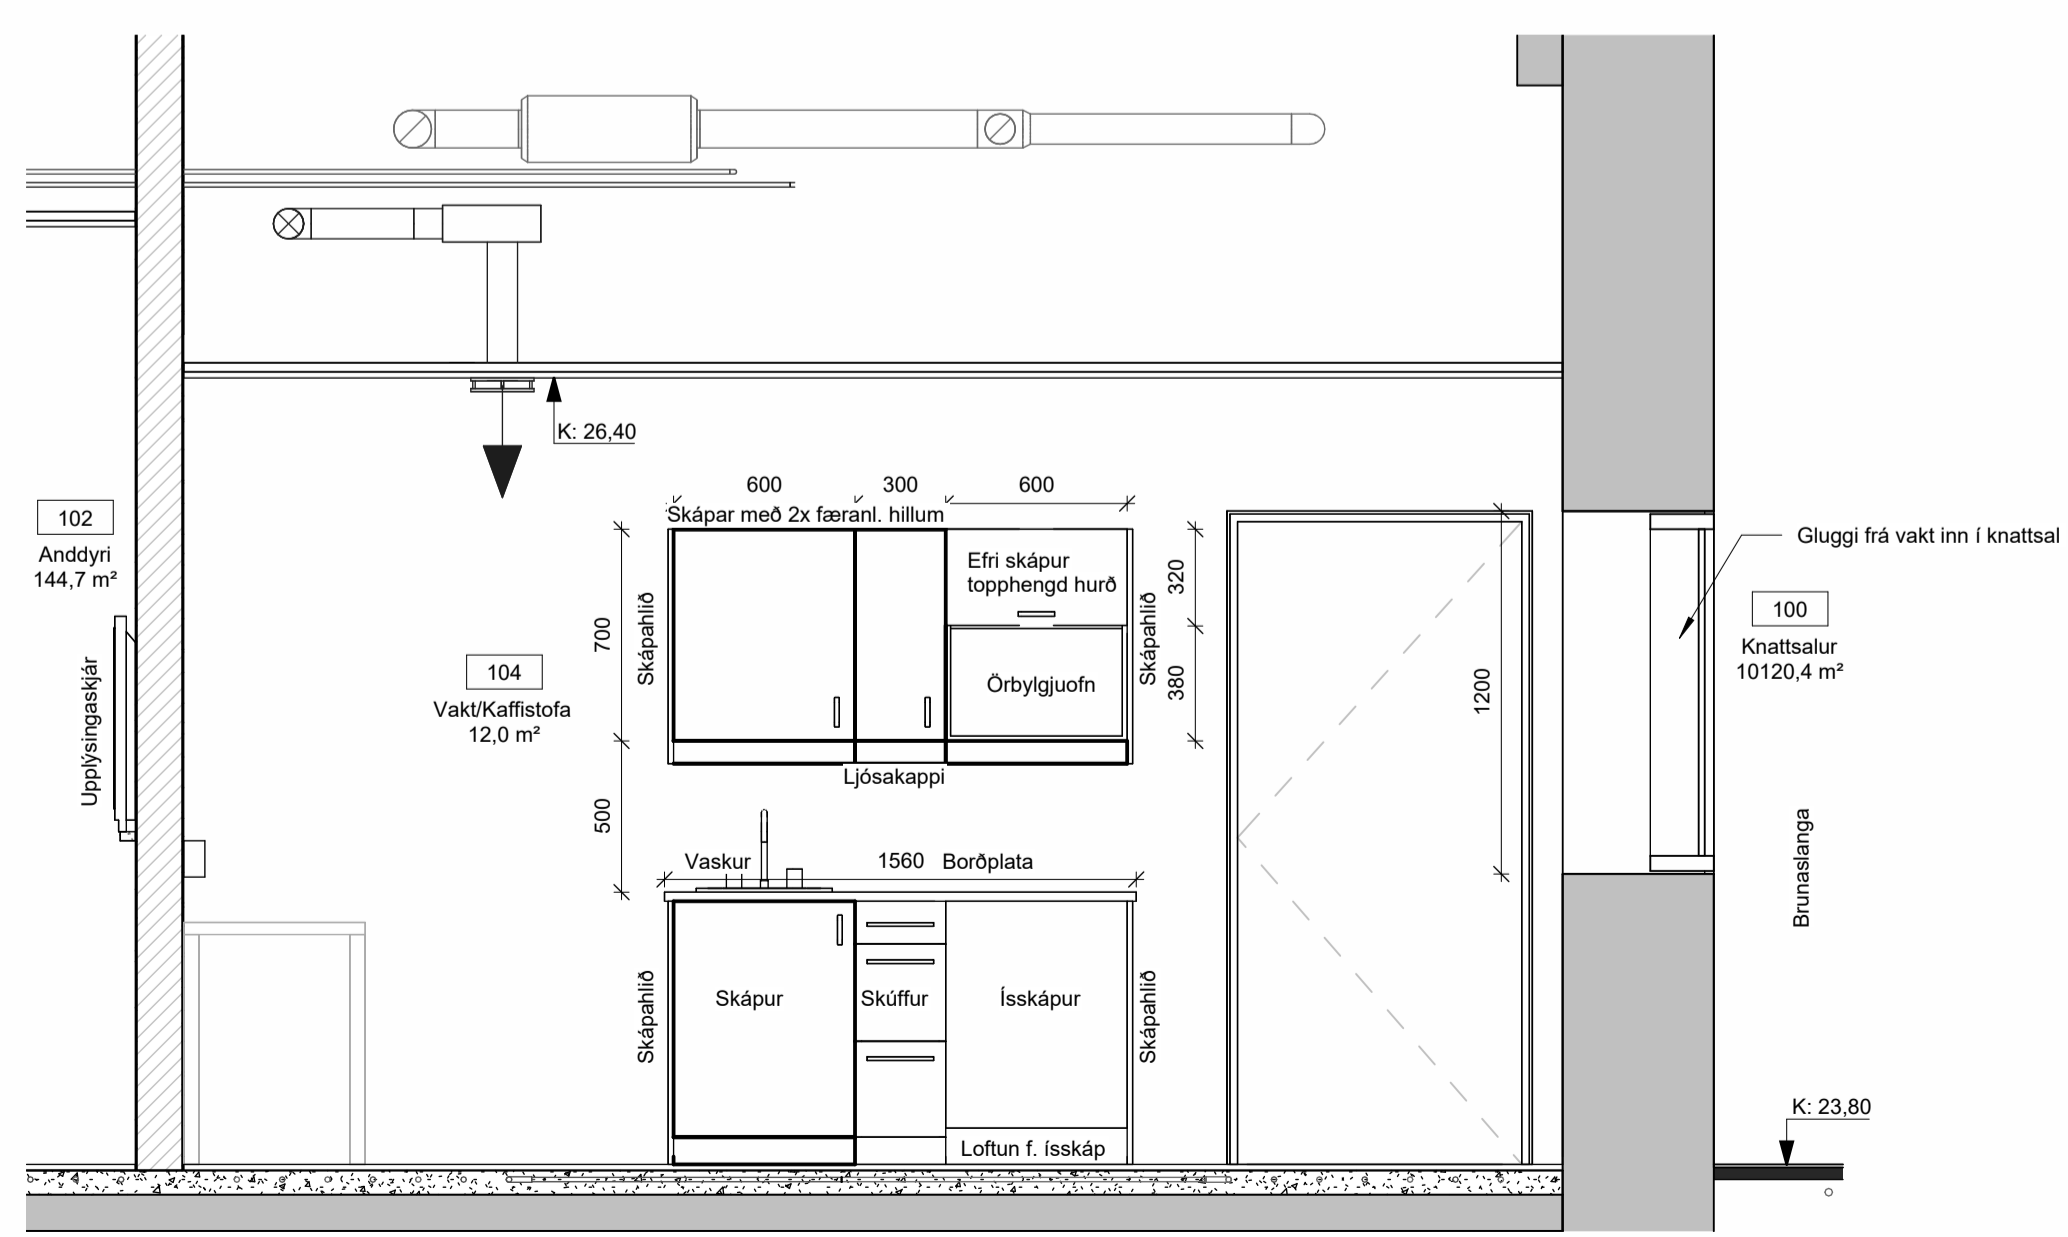 K: 26,40
102
Anddyri
144,7 m²
Upplýsingaskjár
104
Vakt/Kaffistofa
12,0 m²
600
300
600
Skápar með 2x færanl. hillum
700
500
Skápahlið
Efri skápur
topphengd hurð
Örbylgjuofn
Skápahlið
320
380
Ljósakappi
Vaskur
1560
Borðplata
Skápahlið
Skápur
Skúffur
Ísskápur
Skápahlið
Loftun f. ísskáp
1200
Gluggi frá vakt inn í knattsal
100
Knattsalur
10120,4 m²
Brunaslanga
K: 23,80